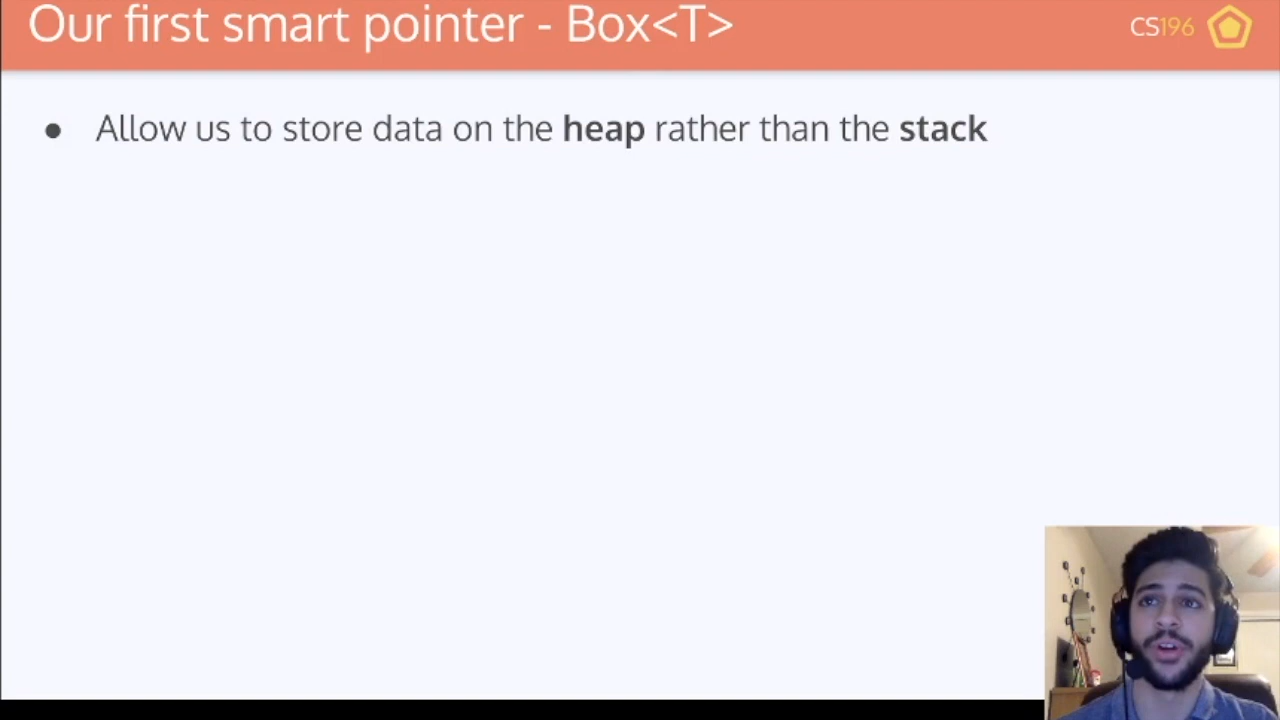 Our first smart pointer - Box<T>
CS196
● Allow us to store data on the heap rather than the stack